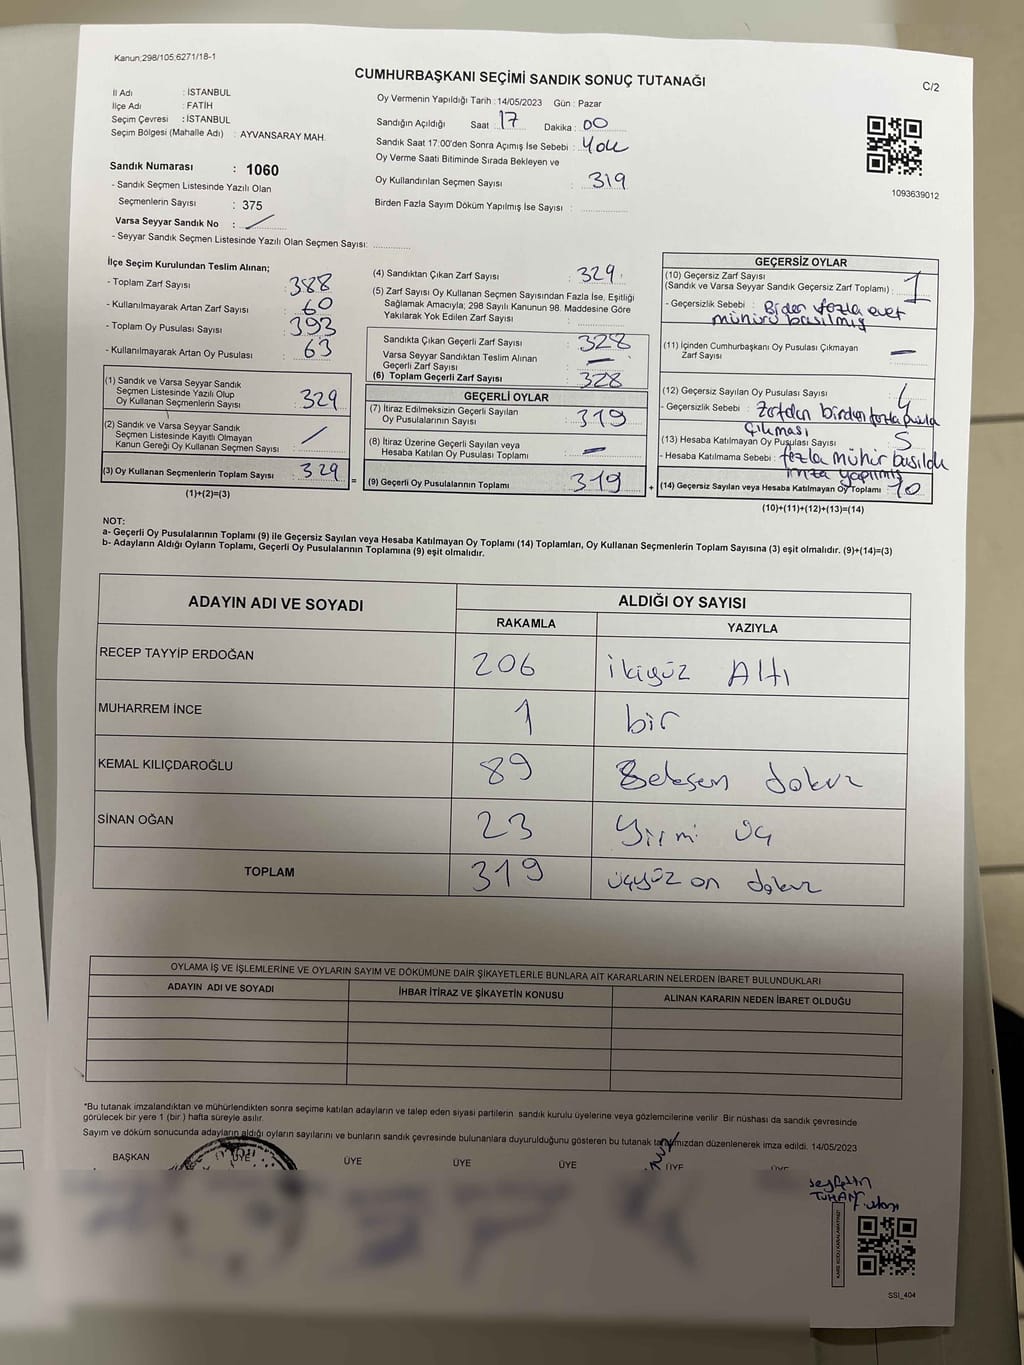 Kanun;298/105;6271/18-1
CUMHURBAŞKANI SEÇİMİ SANDIK SONUÇ TUTANAĞI
C/2
İl Adı : İSTANBUL
İlçe Adı : FATİH
Seçim Çevresi : İSTANBUL
Seçim Bölgesi (Mahalle Adı) : AYVANSARAY MAH.
Oy Vermenin Yapıldığı Tarih : 14/05/2023 Gün : Pazar
Sandığın Açıldığı Saat : 17 Dakika : 00
Sandık Saat 17:00'den Sonra Açımış İse Sebebi : Yok
Oy Verme Saati Bitiminde Sırada Bekleyen ve
Oy Kullandırılan Seçmen Sayısı : 319
Birden Fazla Sayım Döküm Yapılmış İse Sayısı :
1093639012
Sandık Numarası : 1060
- Sandık Seçmen Listesinde Yazılı Olan
Seçmenlerin Sayısı : 375
Varsa Seyyar Sandık No :
- Seyyar Sandık Seçmen Listesinde Yazılı Olan Seçmen Sayısı:
İlçe Seçim Kurulundan Teslim Alınan;
- Toplam Zarf Sayısı : 388
- Kullanılmayarak Artan Zarf Sayısı : 60
- Toplam Oy Pusulası Sayısı : 393
- Kullanılmayarak Artan Oy Pusulası : 63
(1) Sandık ve Varsa Seyyar Sandık
Seçmen Listesinde Yazılı Olup
Oy Kullanan Seçmenlerin Sayısı : 329
(2) Sandık ve Varsa Seyyar Sandık
Seçmen Listesinde Kayıtlı Olmayan
Kanun Gereği Oy Kullanan Seçmen Sayısı : /
(3) Oy Kullanan Seçmenlerin Toplam Sayısı : 329
(1)+(2)=(3)
(4) Sandıktan Çıkan Zarf Sayısı : 329
(5) Zarf Sayısı Oy Kullanan Seçmen Sayısından Fazla İse, Eşitliği
Sağlamak Amacıyla; 298 Sayılı Kanunun 98. Maddesine Göre
Yakılarak Yok Edilen Zarf Sayısı :
Sandıkta Çıkan Geçerli Zarf Sayısı : 328
Varsa Seyyar Sandıktan Teslim Alınan
Geçerli Zarf Sayısı : —
(6) Toplam Geçerli Zarf Sayısı : 328
GEÇERLİ OYLAR
(7) İtiraz Edilmeksizin Geçerli Sayılan
Oy Pusulalarının Sayısı : 319
(8) İtiraz Üzerine Geçerli Sayılan veya
Hesaba Katılan Oy Pusulası Toplamı : —
= (9) Geçerli Oy Pusulalarının Toplamı : 319
GEÇERSİZ OYLAR
(10) Geçersiz Zarf Sayısı
(Sandık ve Varsa Seyyar Sandık Geçersiz Zarf Toplamı) : 1
- Geçersizlik Sebebi : Birden fazla evet
mührü basılmış
(11) İçinden Cumhurbaşkanı Oy Pusulası Çıkmayan
Zarf Sayısı : —
(12) Geçersiz Sayılan Oy Pusulası Sayısı : 4
- Geçersizlik Sebebi : Zarfdan birden fazla pusula
çıkması
(13) Hesaba Katılmayan Oy Pusulası Sayısı : 5
- Hesaba Katılmama Sebebi : fazla mühür basıldı
imza yapılmış
+ (14) Geçersiz Sayılan veya Hesaba Katılmayan Oy Toplamı : 10
(10)+(11)+(12)+(13)=(14)
NOT:
a- Geçerli Oy Pusulalarının Toplamı (9) ile Geçersiz Sayılan veya Hesaba Katılmayan Oy Toplamı (14) Toplamları, Oy Kullanan Seçmenlerin Toplam Sayısına (3) eşit olmalıdır. (9)+(14)=(3)
b- Adayların Aldığı Oyların Toplamı, Geçerli Oy Pusulalarının Toplamına (9) eşit olmalıdır.
ADAYIN ADI VE SOYADI ALDIĞI OY SAYISI
RAKAMLA YAZIYLA
RECEP TAYYİP ERDOĞAN 206 ikiyüz Altı
MUHARREM İNCE 1 bir
KEMAL KILIÇDAROĞLU 89 Seksen dokuz
SİNAN OĞAN 23 Yirmi üç
TOPLAM 319 üçyüz on dokuz
OYLAMA İŞ VE İŞLEMLERİNE VE OYLARIN SAYIM VE DÖKÜMÜNE DAİR ŞİKAYETLERLE BUNLARA AİT KARARLARIN NELERDEN İBARET BULUNDUKLARI
ADAYIN ADI VE SOYADI İHBAR İTİRAZ VE ŞİKAYETİN KONUSU ALINAN KARARIN NEDEN İBARET OLDUĞU
*Bu tutanak imzalandıktan ve mühürlendikten sonra seçime katılan adayların ve talep eden siyasi partilerin sandık kurulu üyelerine veya gözlemcilerine verilir. Bir nüshası da sandık çevresinde
görülecek bir yere 1 (bir ) hafta süreyle asılır.
Sayım ve döküm sonucunda adayların aldığı oyların sayılarını ve bunların sandık çevresinde bulunanlara duyurulduğunu gösteren bu tutanak tarafımızdan düzenlenerek imza edildi. 14/05/2023
BAŞKAN ÜYE ÜYE ÜYE ÜYE ÜYE ÜYE
SSİ_404